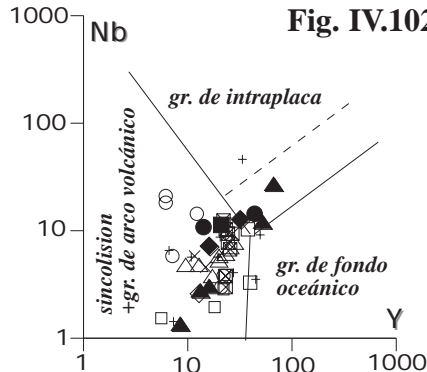 Fig. IV.102
1000
Nb
gr. de intraplaca
100
10
sincolision
+gr. de arco volcánico
gr. de fondo
oceánico
1
Y
1
10
100
1000